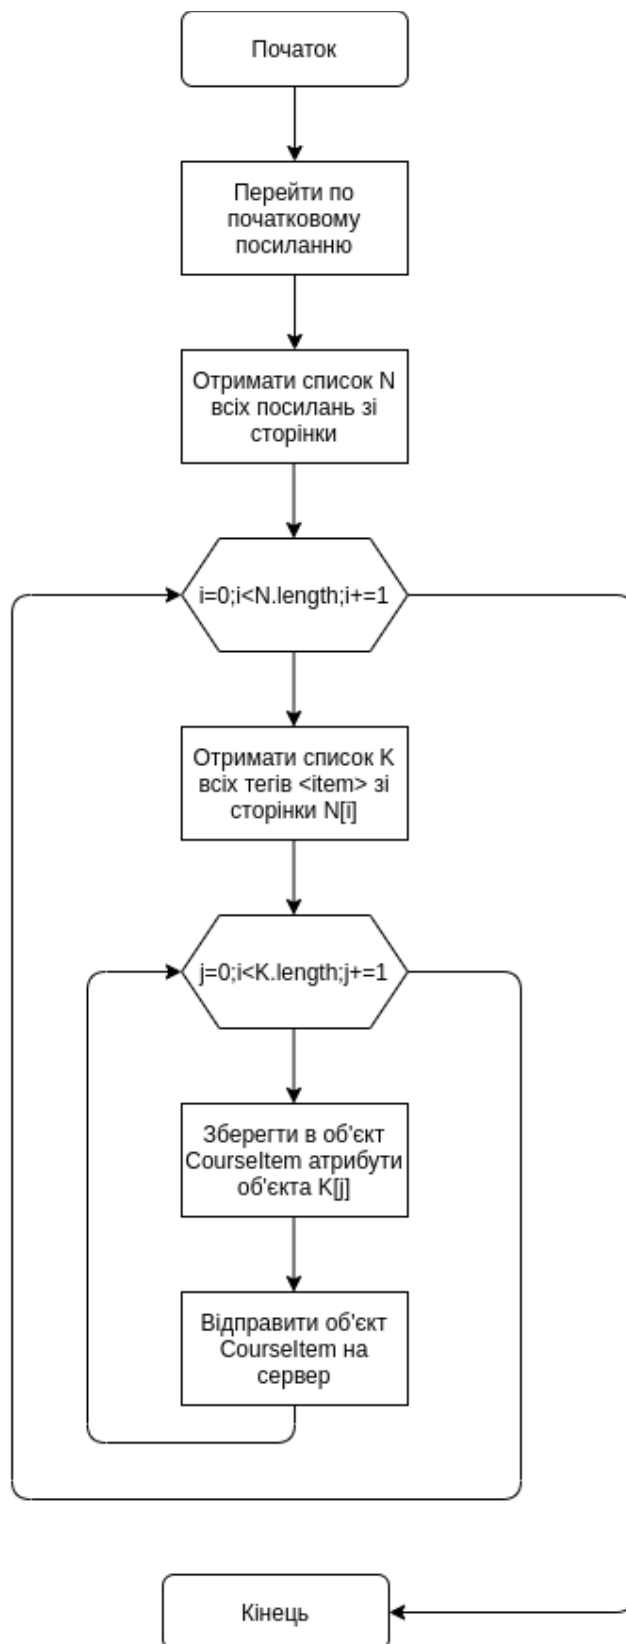 Початок
Перейти по
початковому
посиланню
Отримати список N
всіх посилань зі
сторінки
i=0;i<N.length;i+=1
Отримати список K
всіх тегів <item> зі
сторінки N[i]
j=0;i<K.length;j+=1
Зберегти в об'єкт
CourseItem атрибути
об'єкта K[j]
Відправити об'єкт
CourseItem на
сервер
Кінець